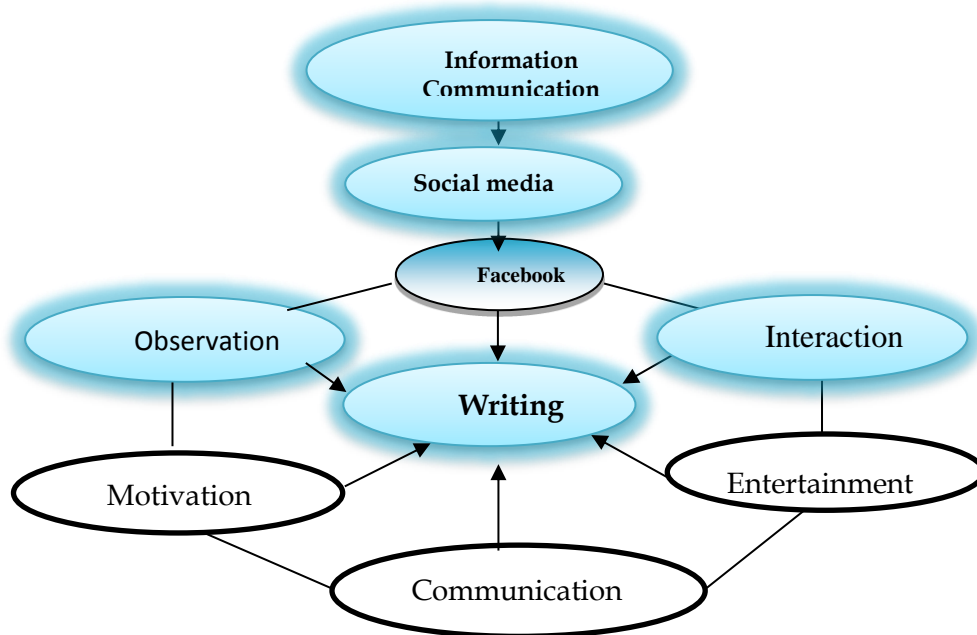 Information
Communication
Social media
Facebook
Observation
Interaction
Writing
Motivation
Entertainment
Communication